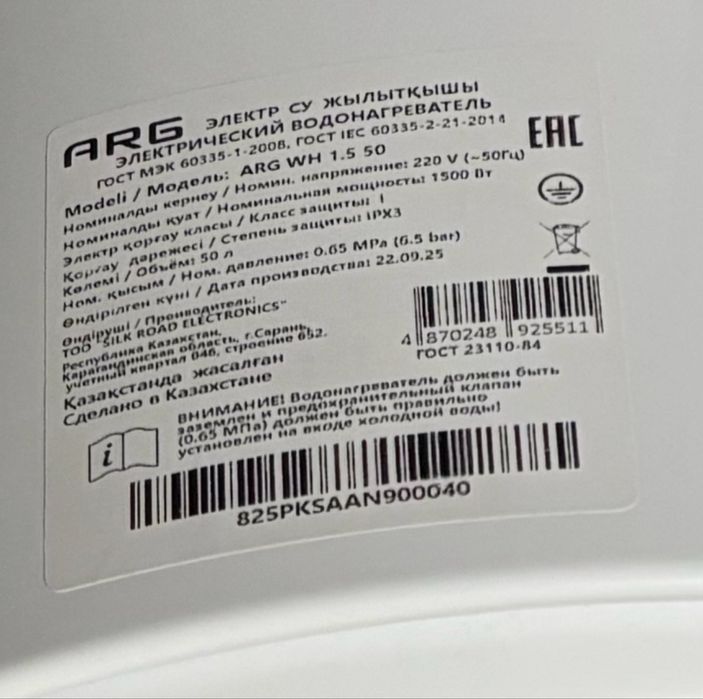 ARG ЭЛЕКТР СУ ЖЫЛЫТҚЫШЫ
ЭЛЕКТРИЧЕСКИЙ ВОДОНАГРЕВАТЕЛЬ
ГОСТ МЭК 60335-1-2008, ГОСТ IEC 60335-2-21-2014
EAC
Modeli / Модель: ARG WH 1.5 50
Номиналды кернеу / Номин. напряжение: 220 V (~50Гц)
Номиналды қуат / Номинальная мощность: 1500 Вт
Электр қорғау класы / Класс защиты: I
Қорғау дәрежесі / Степень защиты: IPX3
Көлемі / Объём: 50 л
Ном. қысым / Ном. давление: 0.65 MPa (6.5 bar)
Өндірілген күні / Дата производства: 22.09.25
Өндіруші / Производитель:
ТОО "SILK ROAD ELECTRONICS"
Республика Казахстан,
Карагандинская область, г.Сарань,
учетный квартал 046, строение 652.
Қазақстанда жасалған
Сделано в Казахстане
4 870248 925511
ГОСТ 23110-84
i
ВНИМАНИЕ! Водонагреватель должен быть
заземлен и предохранительный клапан
(0.65 МПа) должен быть правильно
установлен на входе холодной воды!
825PKSAAN900040